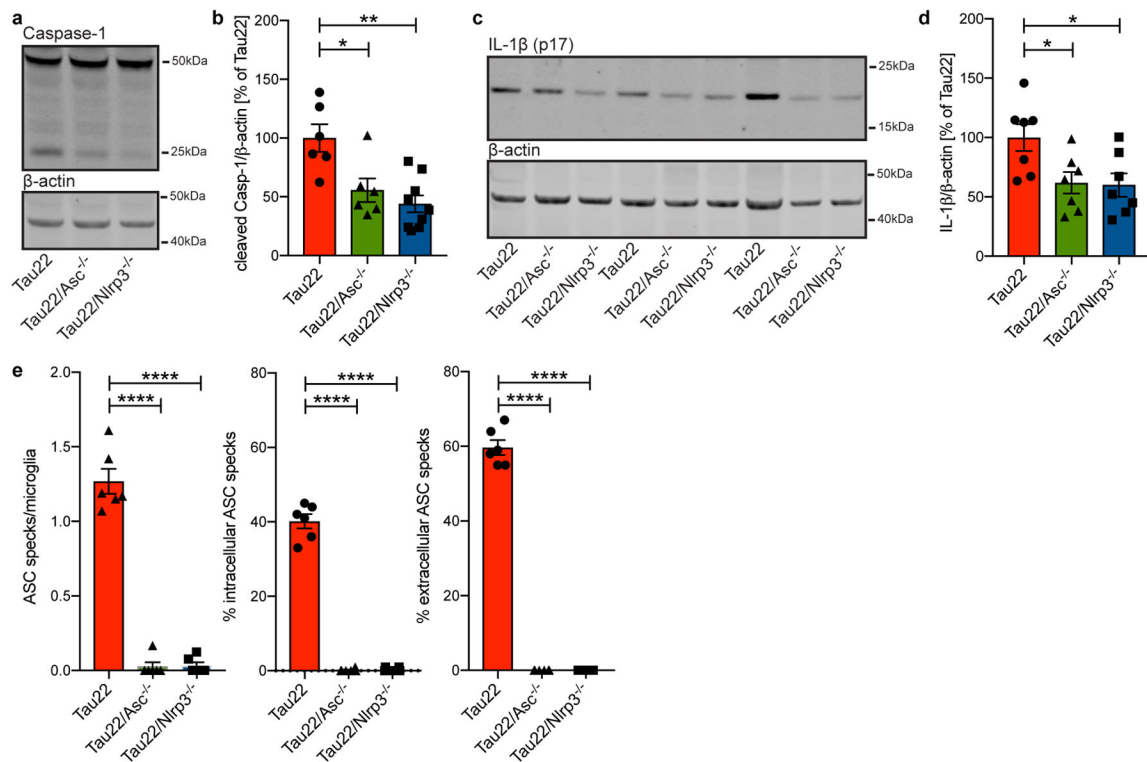 a
Caspase-1
50kDa
25kDa
β-actin
50kDa
40kDa
Tau22
Tau22/Asc-/-
Tau22/Nlrp3-/-
b
cleaved Casp-1/β-actin [% of Tau22]
200
150
100
50
0
**
*
Tau22
Tau22/Asc-/-
Tau22/Nlrp3-/-
c
IL-1β (p17)
25kDa
15kDa
β-actin
50kDa
40kDa
Tau22
Tau22/Asc-/-
Tau22/Nlrp3-/-
Tau22
Tau22/Asc-/-
Tau22/Nlrp3-/-
Tau22
Tau22/Asc-/-
Tau22/Nlrp3-/-
d
IL-1β/β-actin [% of Tau22]
200
150
100
50
0
*
*
Tau22
Tau22/Asc-/-
Tau22/Nlrp3-/-
e
ASC specks/microglia
2.0
1.5
1.0
0.5
0.0
****
****
Tau22
Tau22/Asc-/-
Tau22/Nlrp3-/-
% intracellular ASC specks
80
60
40
20
0
****
****
Tau22
Tau22/Asc-/-
Tau22/Nlrp3-/-
% extracellular ASC specks
80
60
40
20
0
****
****
Tau22
Tau22/Asc-/-
Tau22/Nlrp3-/-